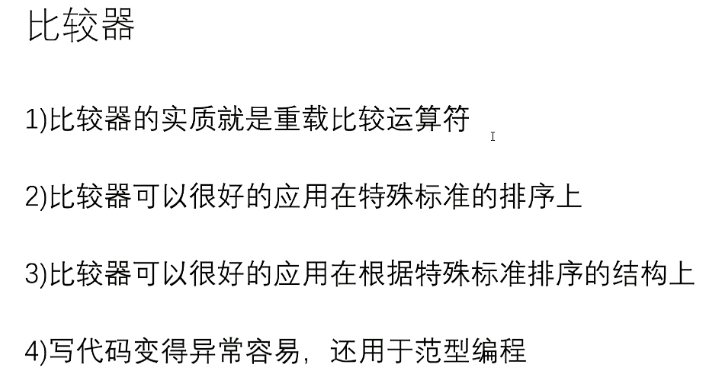 比较器
1)比较器的实质就是重载比较运算符
2)比较器可以很好的应用在特殊标准的排序上
3)比较器可以很好的应用在根据特殊标准排序的结构上
4)写代码变得异常容易，还用于范型编程